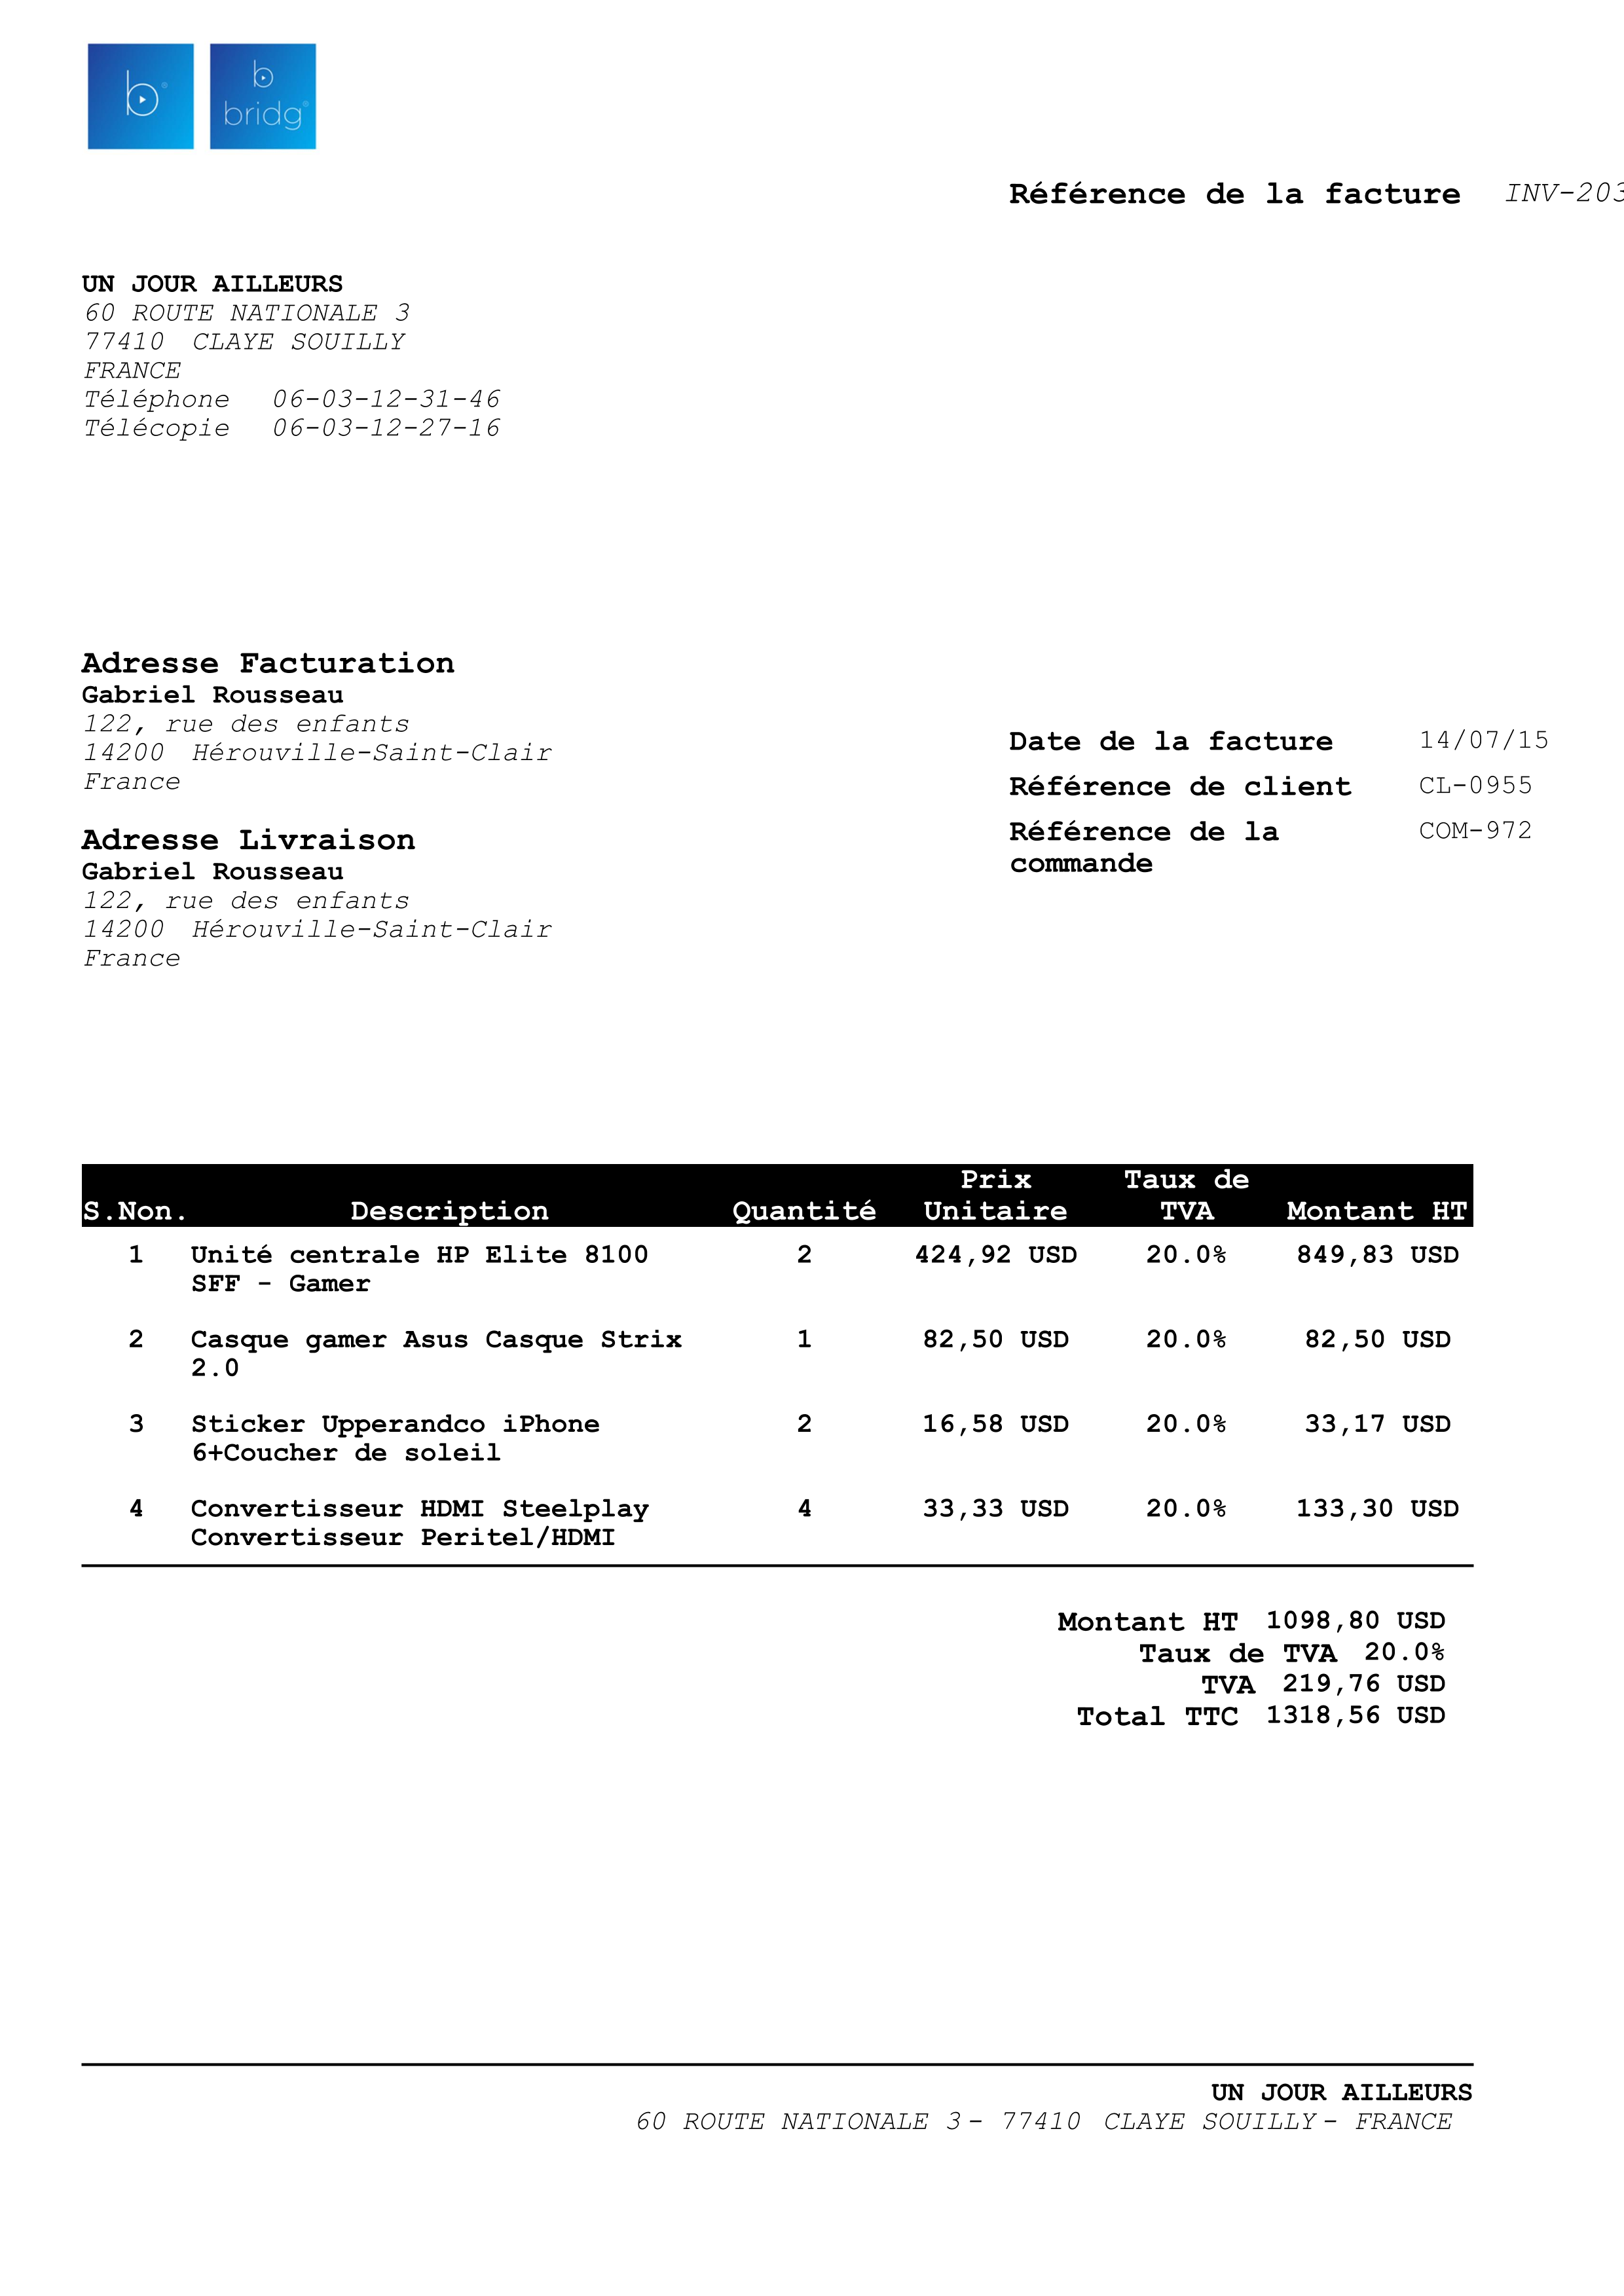 b®
b
bridg®
Référence de la facture INV-203
UN JOUR AILLEURS
60 ROUTE NATIONALE 3
77410 CLAYE SOUILLY
FRANCE
Téléphone 06-03-12-31-46
Télécopie 06-03-12-27-16
Adresse Facturation
Gabriel Rousseau
122, rue des enfants
14200 Hérouville-Saint-Clair
France
Date de la facture 14/07/15
Référence de client CL-0955
Référence de la COM-972
commande
Adresse Livraison
Gabriel Rousseau
122, rue des enfants
14200 Hérouville-Saint-Clair
France
Prix Taux de
S.Non. Description Quantité Unitaire TVA Montant HT
1 Unité centrale HP Elite 8100 2 424,92 USD 20.0% 849,83 USD
SFF - Gamer
2 Casque gamer Asus Casque Strix 1 82,50 USD 20.0% 82,50 USD
2.0
3 Sticker Upperandco iPhone 2 16,58 USD 20.0% 33,17 USD
6+Coucher de soleil
4 Convertisseur HDMI Steelplay 4 33,33 USD 20.0% 133,30 USD
Convertisseur Peritel/HDMI
Montant HT 1098,80 USD
Taux de TVA 20.0%
TVA 219,76 USD
Total TTC 1318,56 USD
UN JOUR AILLEURS
60 ROUTE NATIONALE 3 - 77410 CLAYE SOUILLY - FRANCE